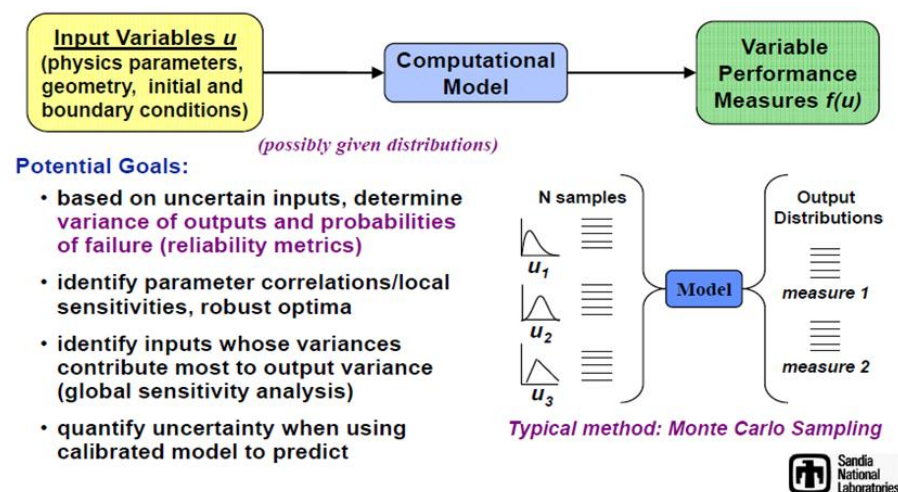 Input Variables u
(physics parameters,
geometry, initial and
boundary conditions)
Computational
Model
Variable
Performance
Measures f(u)
(possibly given distributions)
Potential Goals:
• based on uncertain inputs, determine
variance of outputs and probabilities
of failure (reliability metrics)
• identify parameter correlations/local
sensitivities, robust optima
• identify inputs whose variances
contribute most to output variance
(global sensitivity analysis)
• quantify uncertainty when using
calibrated model to predict
N samples
u1
u2
u3
Model
Output
Distributions
measure 1
measure 2
Typical method: Monte Carlo Sampling
Sandia
National
Laboratories